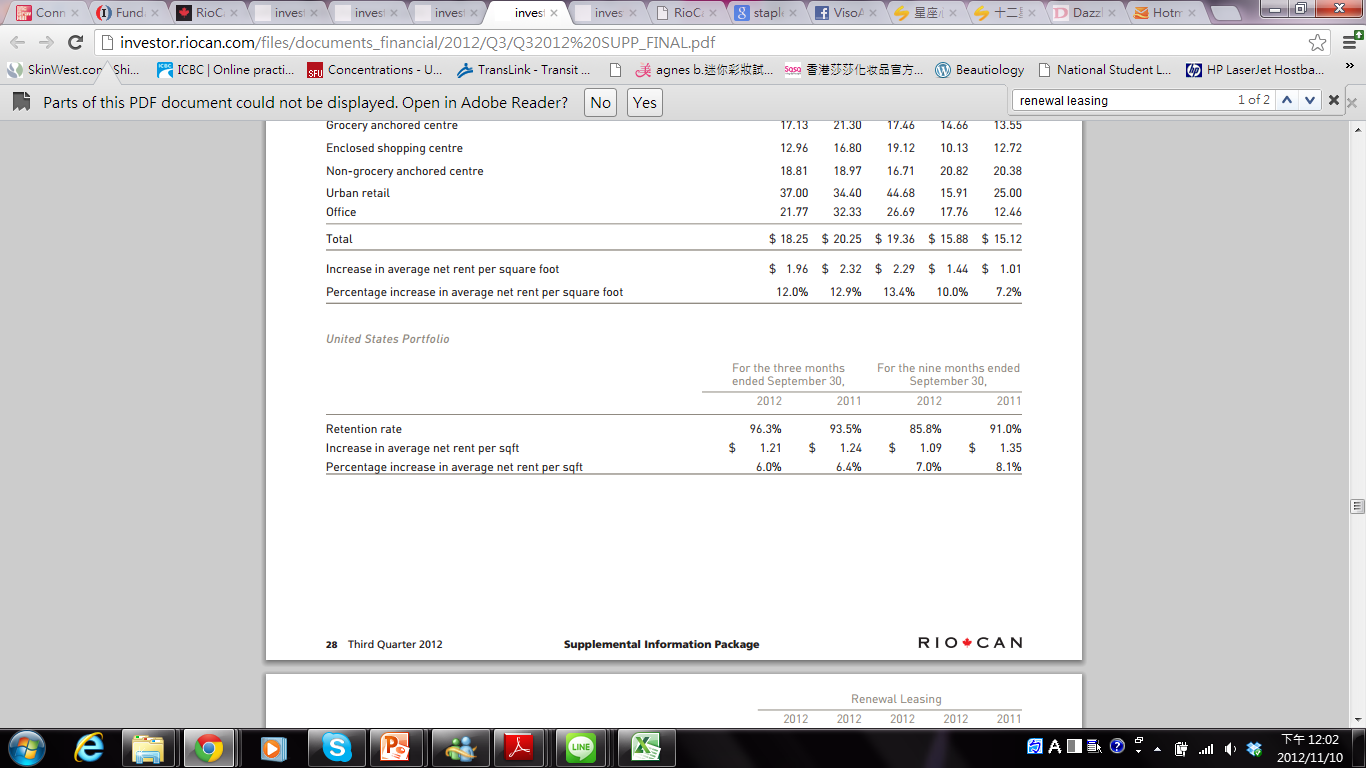 Conn
Fund
RioC
invest
invest
invest
invest
invest
RioC
stapl
VisoA
星座
十二
Dazzl
Hotm
investor.riocan.com/files/documents_financial/2012/Q3/Q32012%20SUPP_FINAL.pdf
SkinWest.com Shi... ICBC | Online practi... Concentrations - U... TransLink - Transit ... agnes b.迷你彩妝試... 香港莎莎化妝品官方... Beautiology National Student L... HP LaserJet Hostba... »
Parts of this PDF document could not be displayed. Open in Adobe Reader? No Yes
renewal leasing 1 of 2
Grocery anchored centre 17.13 21.30 17.46 14.66 13.55
Enclosed shopping centre 12.96 16.80 19.12 10.13 12.72
Non-grocery anchored centre 18.81 18.97 16.71 20.82 20.38
Urban retail 37.00 34.40 44.68 15.91 25.00
Office 21.77 32.33 26.69 17.76 12.46
Total $ 18.25 $ 20.25 $ 19.36 $ 15.88 $ 15.12
Increase in average net rent per square foot $ 1.96 $ 2.32 $ 2.29 $ 1.44 $ 1.01
Percentage increase in average net rent per square foot 12.0% 12.9% 13.4% 10.0% 7.2%
United States Portfolio
For the three months For the nine months ended
ended September 30, September 30,
2012 2011 2012 2011
Retention rate 96.3% 93.5% 85.8% 91.0%
Increase in average net rent per sqft $ 1.21 $ 1.24 $ 1.09 $ 1.35
Percentage increase in average net rent per sqft 6.0% 6.4% 7.0% 8.1%
28 Third Quarter 2012 Supplemental Information Package RIO CAN
Renewal Leasing
2012 2012 2012 2012 2011
下午 12:02
2012/11/10